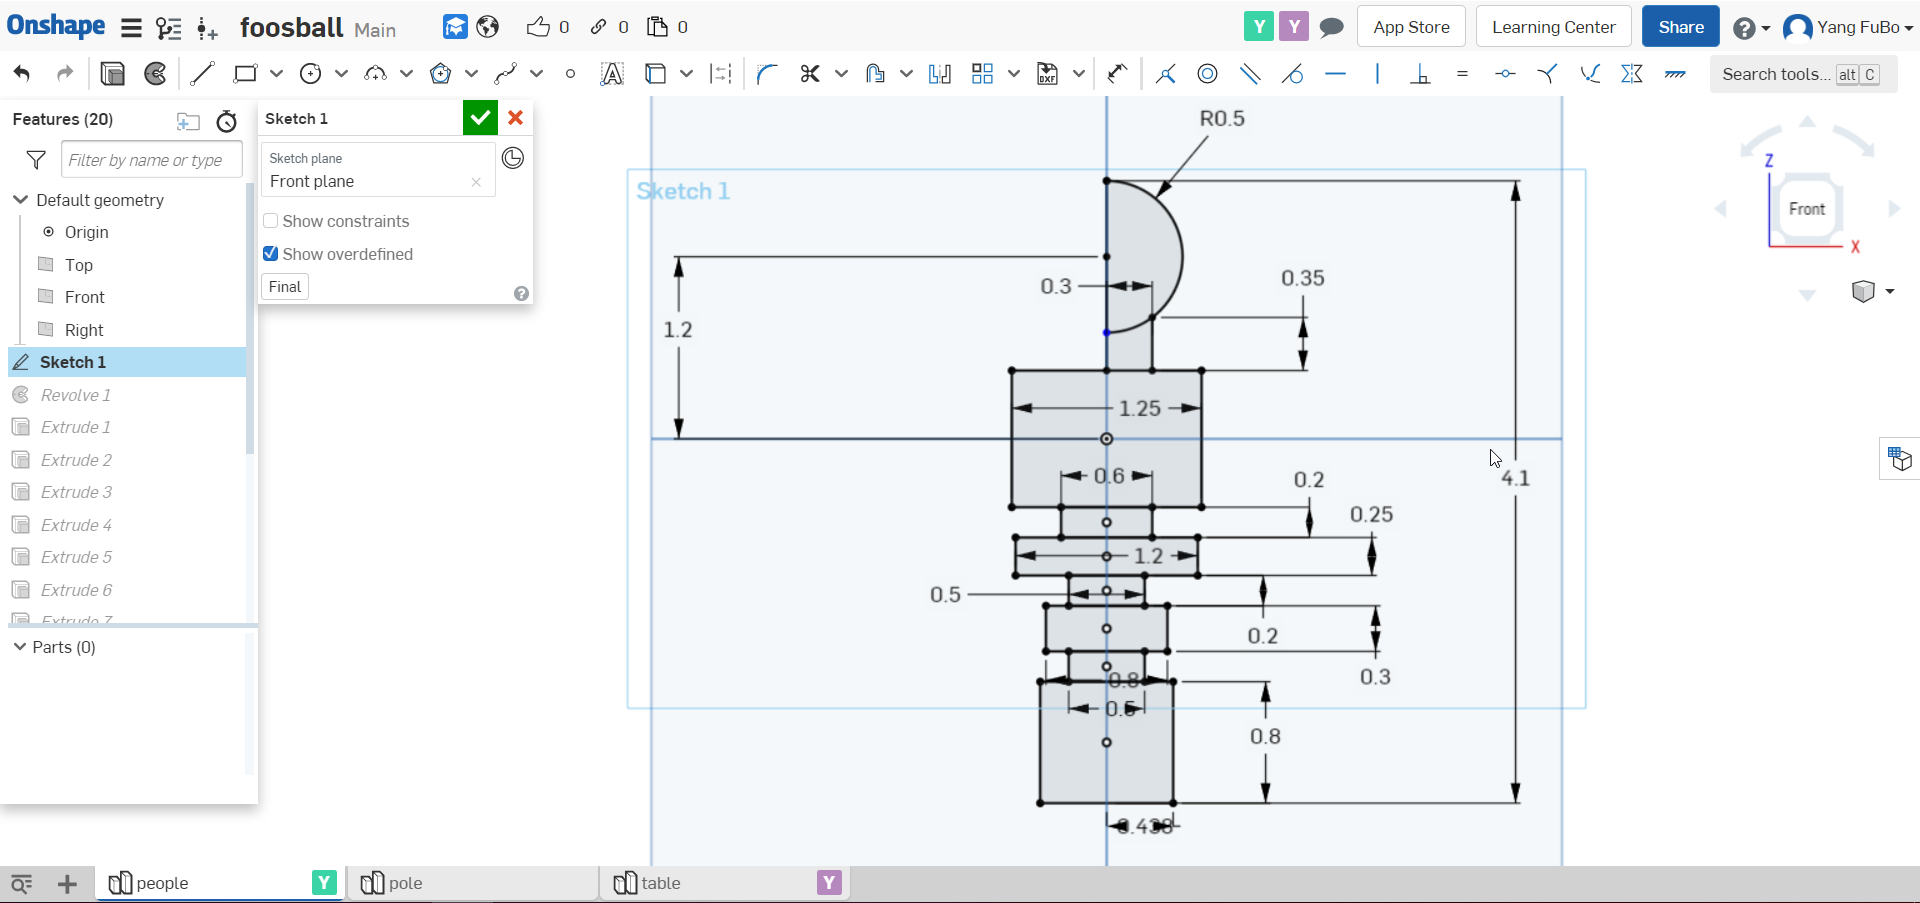 Onshape
foosball Main
0
0
0
Y
Y
App Store
Learning Center
Share
?
Yang FuBo
A
DXF
Search tools... alt C
Features (20)
Filter by name or type
Default geometry
Origin
Top
Front
Right
Sketch 1
Revolve 1
Extrude 1
Extrude 2
Extrude 3
Extrude 4
Extrude 5
Extrude 6
Extrude 7
Parts (0)
Sketch 1
Sketch plane
Front plane
Show constraints
Show overdefined
Final
?
Sketch 1
R0.5
0.3
0.35
1.2
1.25
0.6
0.2
4.1
0.25
1.2
0.5
0.2
0.3
0.8
0.5
0.8
0.438
Z
Front
X
people Y
pole
table Y